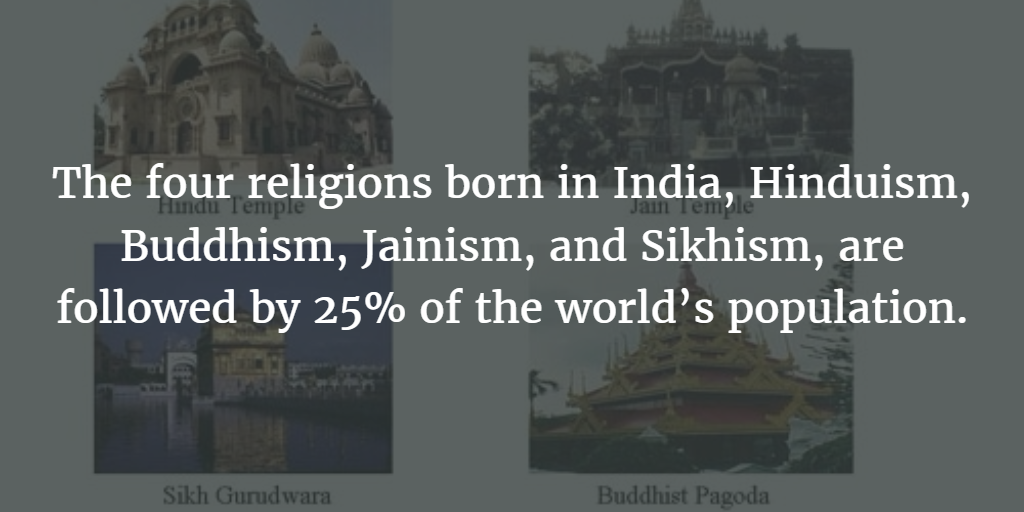 The four religions born in India, Hinduism,
Hindu Temple
Jain Temple
Buddhism, Jainism, and Sikhism, are
followed by 25% of the world’s population.
Sikh Gurudwara
Buddhist Pagoda